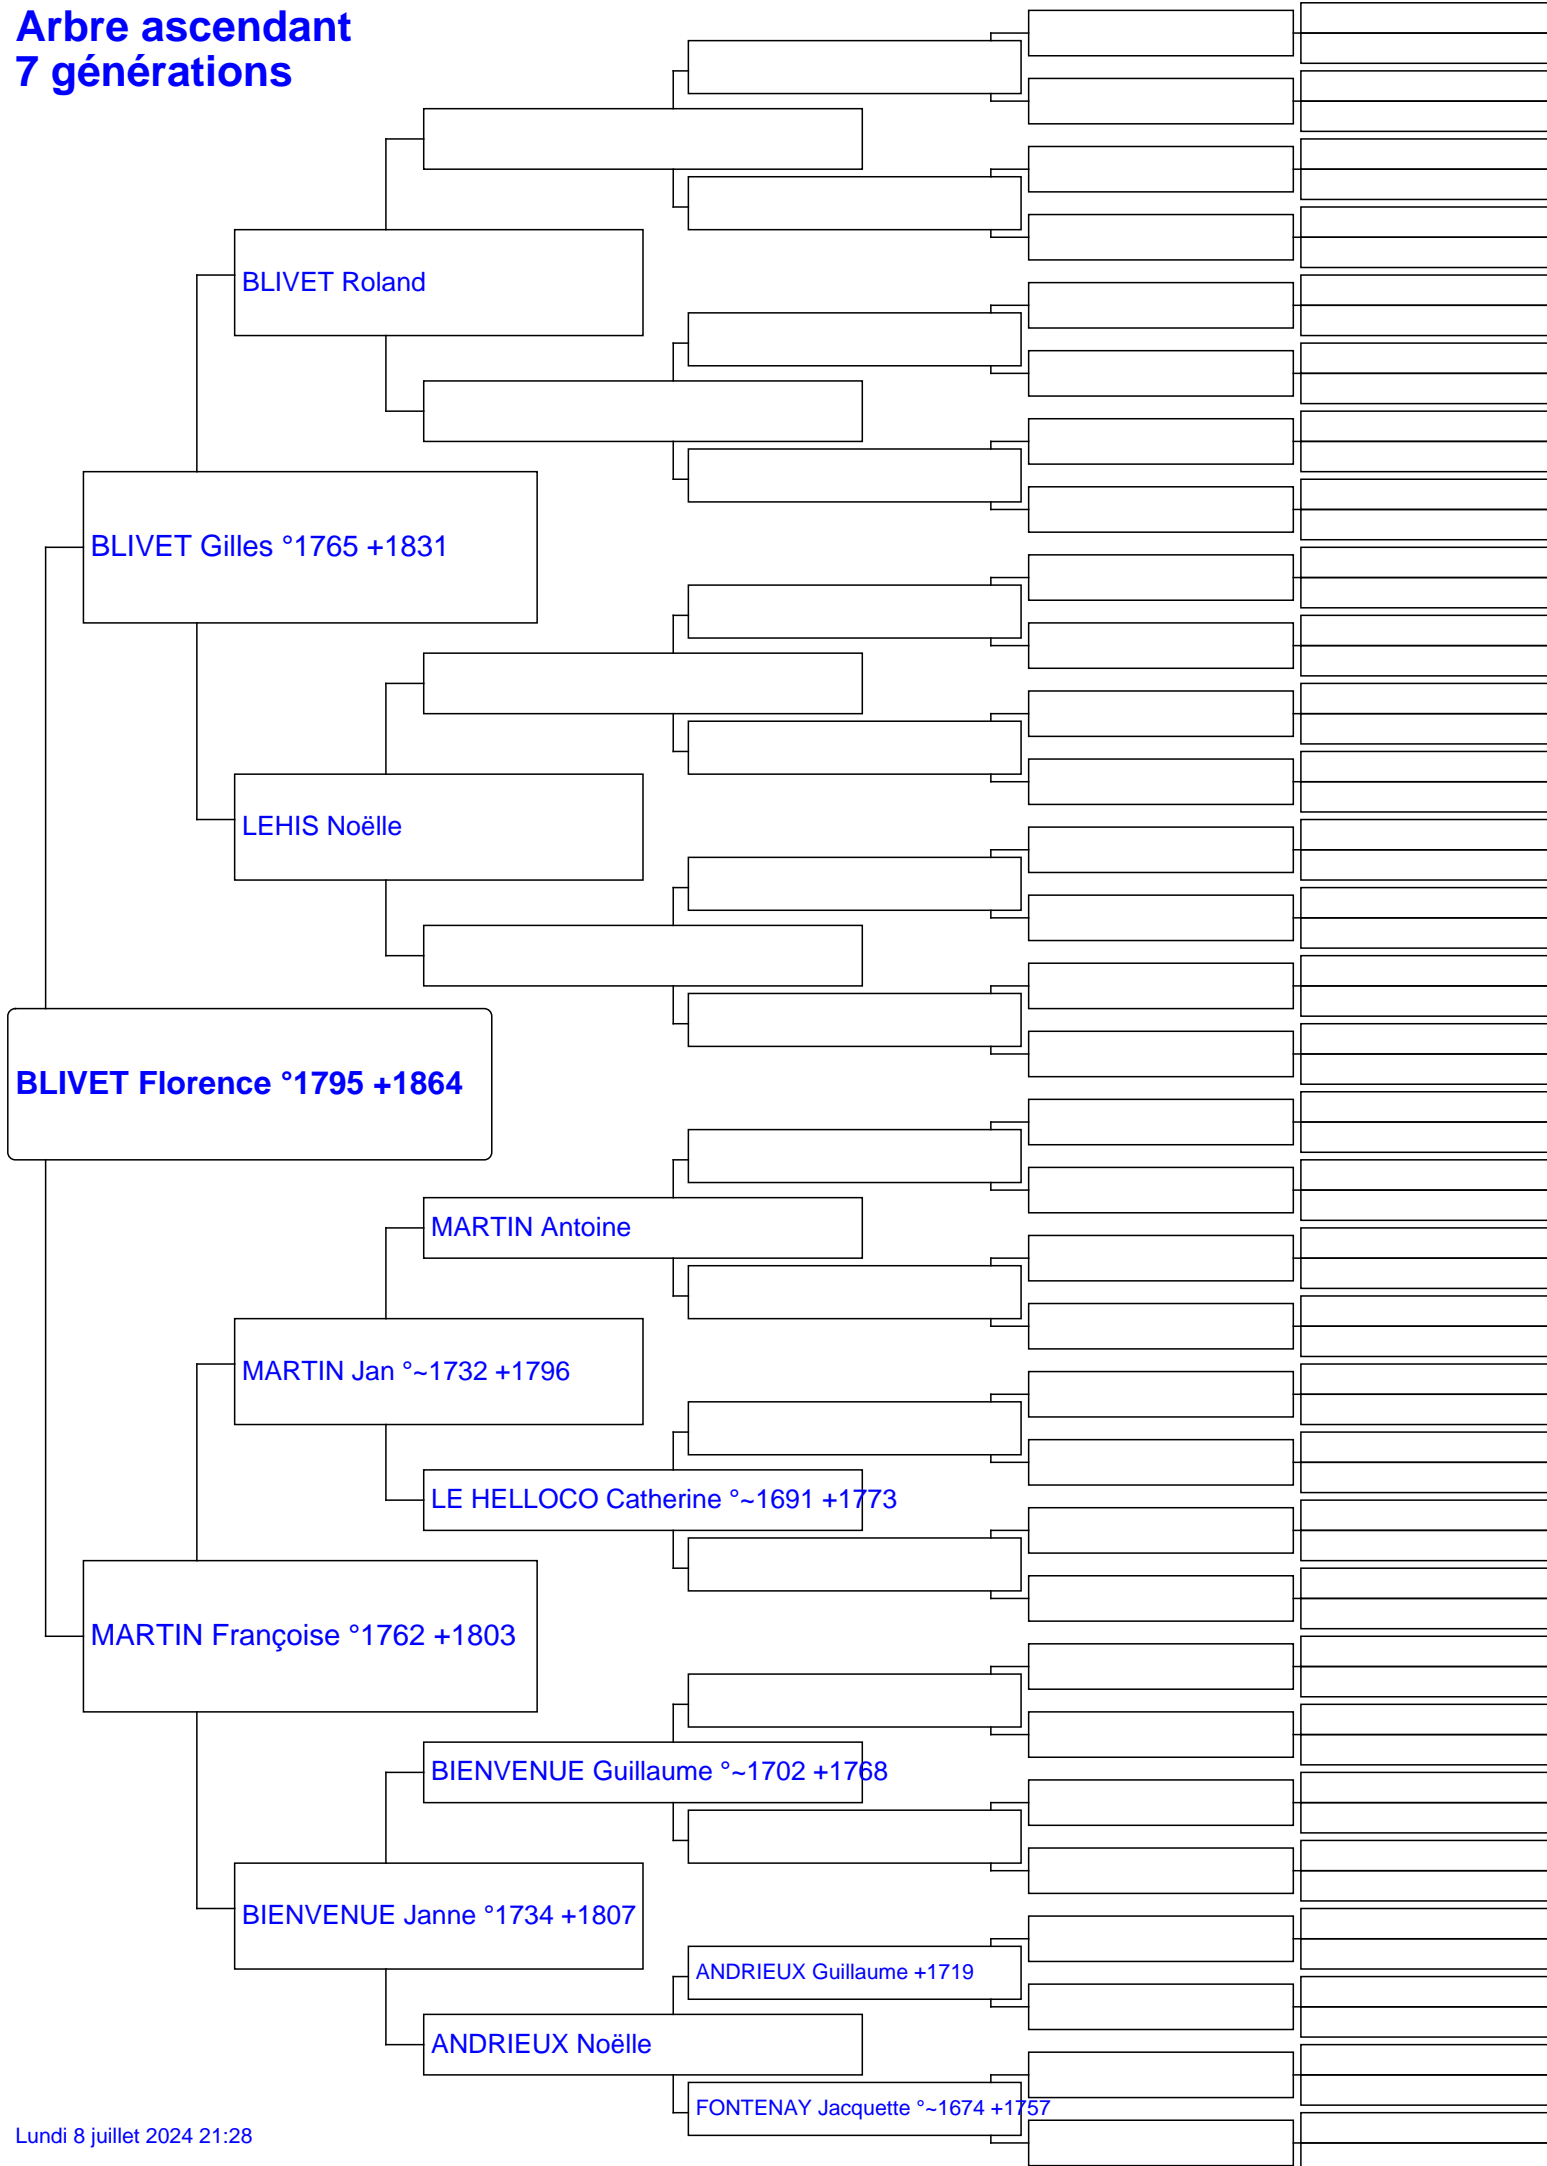 Arbre ascendant
7 générations
BLIVET Roland
BLIVET Gilles °1765 +1831
LEHIS Noëlle
BLIVET Florence °1795 +1864
MARTIN Antoine
MARTIN Jan °~1732 +1796
LE HELLOCO Catherine °~1691 +1773
MARTIN Françoise °1762 +1803
BIENVENUE Guillaume °~1702 +1768
BIENVENUE Janne °1734 +1807
ANDRIEUX Guillaume +1719
ANDRIEUX Noëlle
FONTENAY Jacquette °~1674 +1757
Lundi 8 juillet 2024 21:28